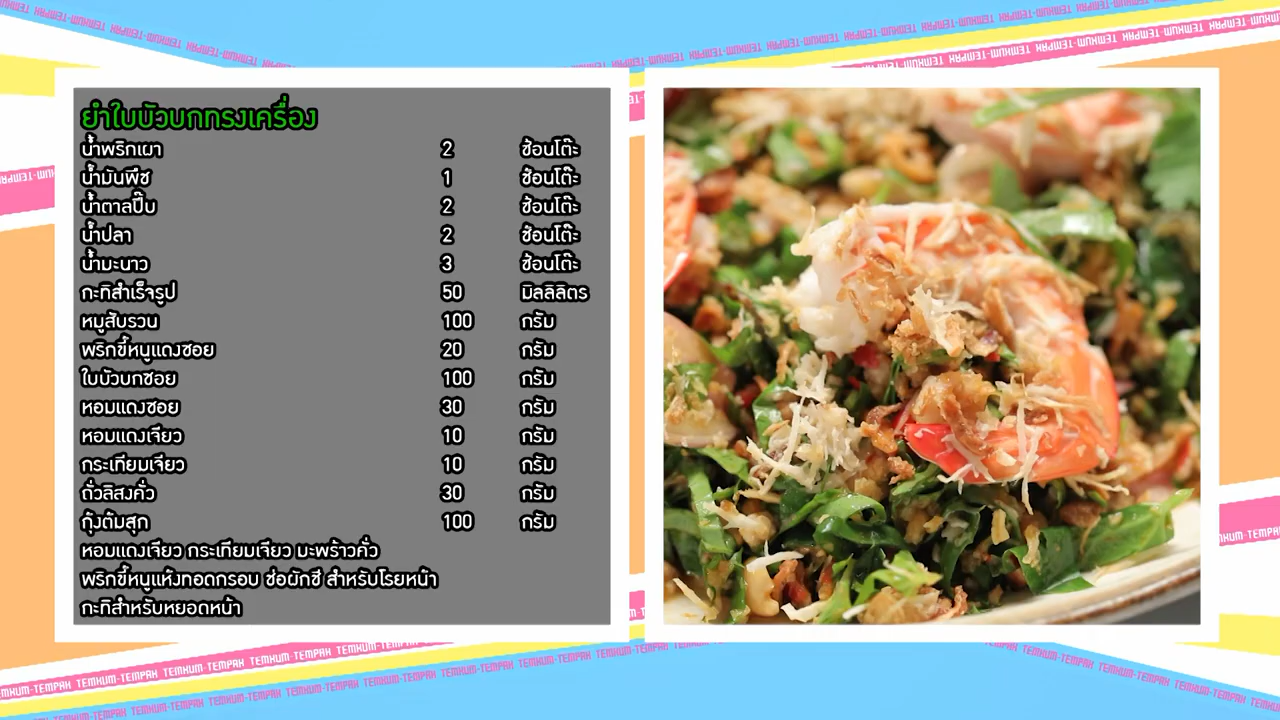 ยำใบบัวบกทรงเครื่อง
น้ำพริกเผา 2 ช้อนโต๊ะ
น้ำมันพืช 1 ช้อนโต๊ะ
น้ำตาลปี๊บ 2 ช้อนโต๊ะ
น้ำปลา 2 ช้อนโต๊ะ
น้ำมะนาว 3 ช้อนโต๊ะ
กะทิสำเร็จรูป 50 มิลลิลิตร
หมูสับรวน 100 กรัม
พริกขี้หนูแดงซอย 20 กรัม
ใบบัวบกซอย 100 กรัม
หอมแดงซอย 30 กรัม
หอมแดงเจียว 10 กรัม
กระเทียมเจียว 10 กรัม
ถั่วลิสงคั่ว 30 กรัม
กุ้งต้มสุก 100 กรัม
หอมแดงเจียว กระเทียมเจียว มะพร้าวคั่ว
พริกขี้หนูแห้งทอดกรอบ ช่อผักชี สำหรับโรยหน้า
กะทิสำหรับหยอดหน้า
TEMKUM-TEMPAK TEMKUM-TEMPAK TEMKUM-TEMPAK